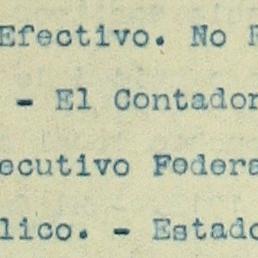 Efectivo. No R
- El Contador
ecutivo Federa
lico. - Estado